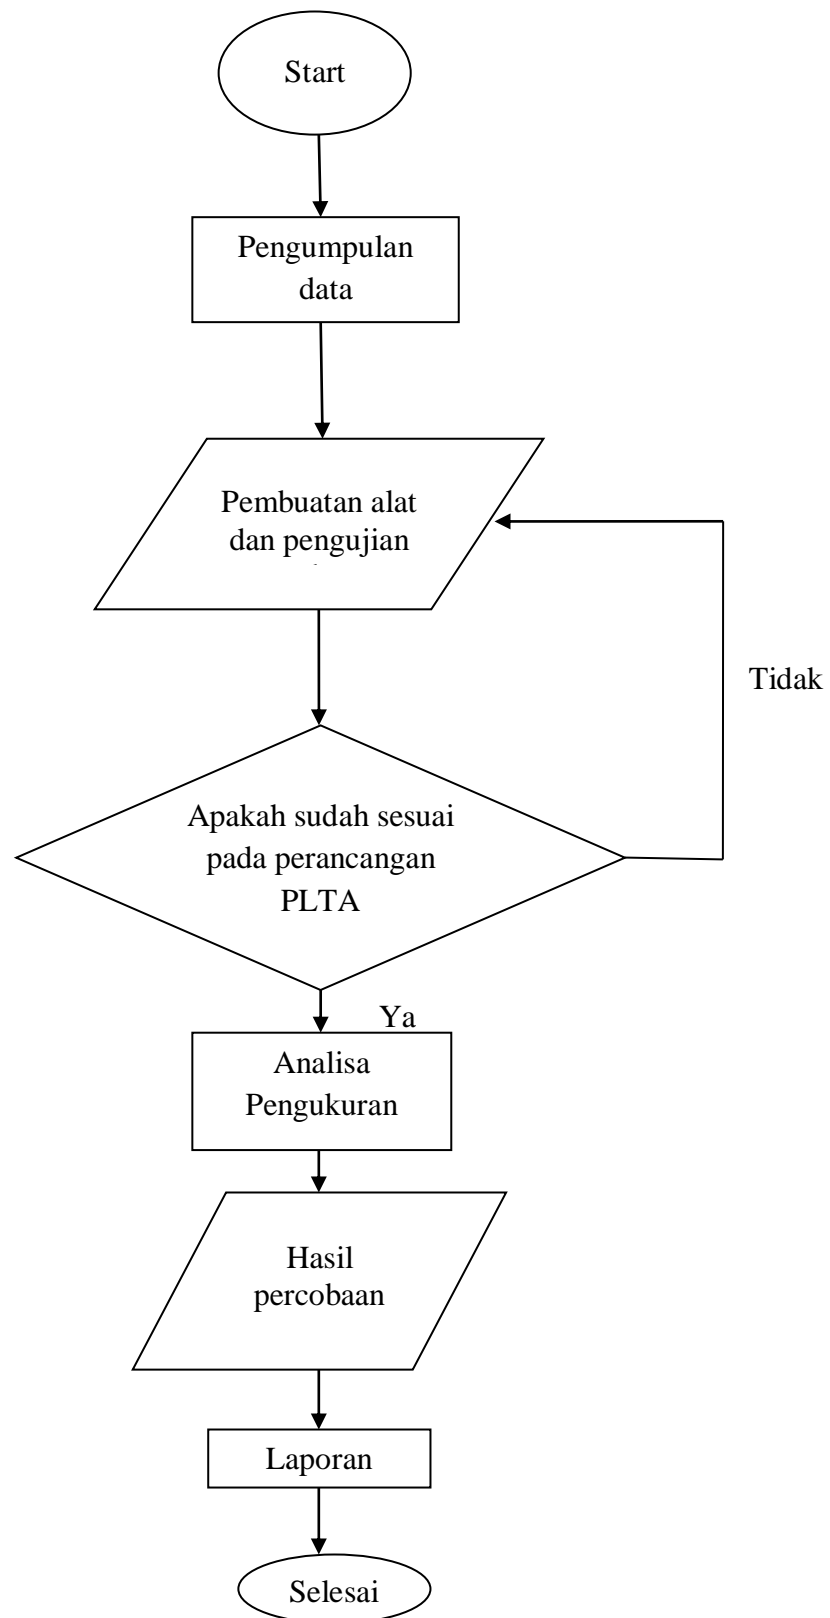 Start
Pengumpulan
data
Pembuatan alat
dan pengujian
Tidak
Apakah sudah sesuai
pada perancangan
PLTA
Ya
Analisa
Pengukuran
Hasil
percobaan
Laporan
Selesai